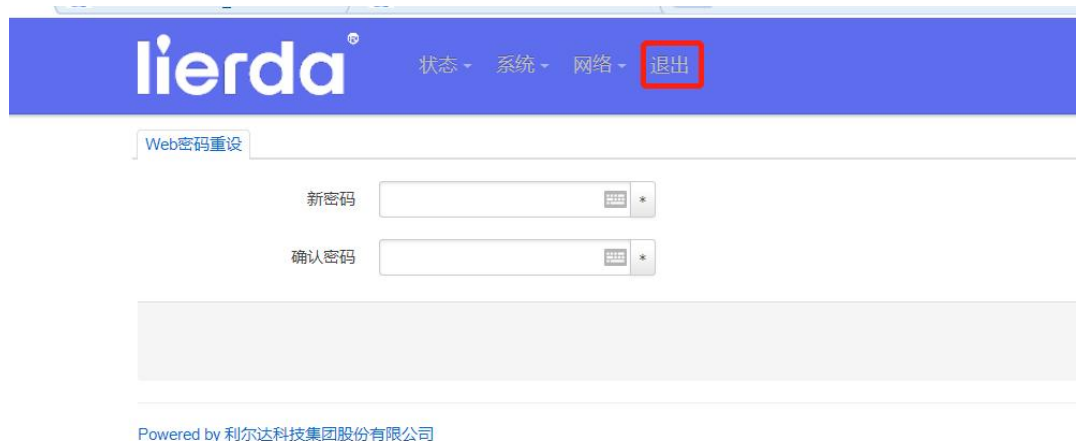 lierda®
状态 系统 网络 退出
Web密码重设
新密码 *
确认密码 *
Powered by 利尔达科技集团股份有限公司